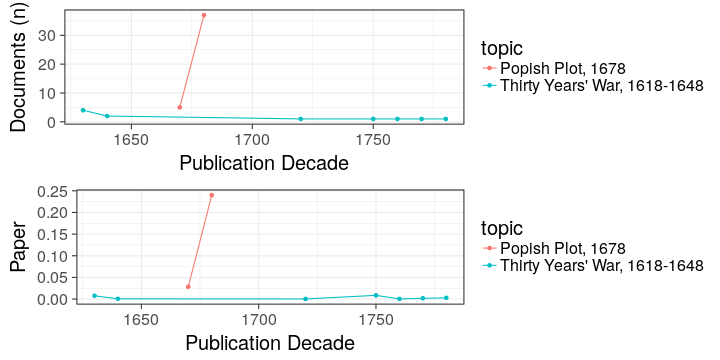 Documents (n)
30
20
10
0
1650
1700
1750
Publication Decade
topic
Popish Plot, 1678
Thirty Years' War, 1618-1648
Paper
0.25
0.20
0.15
0.10
0.05
0.00
1650
1700
1750
Publication Decade
topic
Popish Plot, 1678
Thirty Years' War, 1618-1648